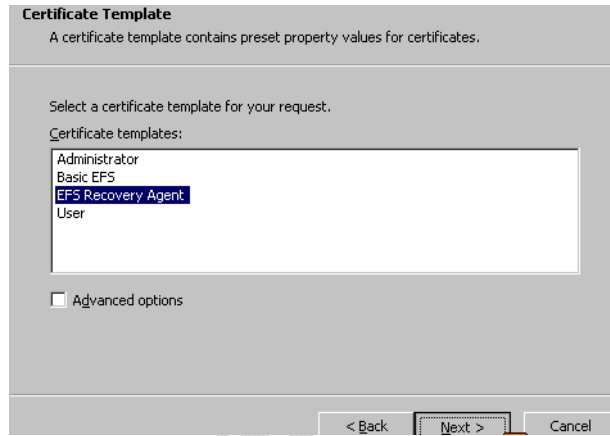 Certificate Template
A certificate template contains preset property values for certificates.
Select a certificate template for your request.
Certificate templates:
Administrator
Basic EFS
EFS Recovery Agent
User
Advanced options
< Back Next > Cancel